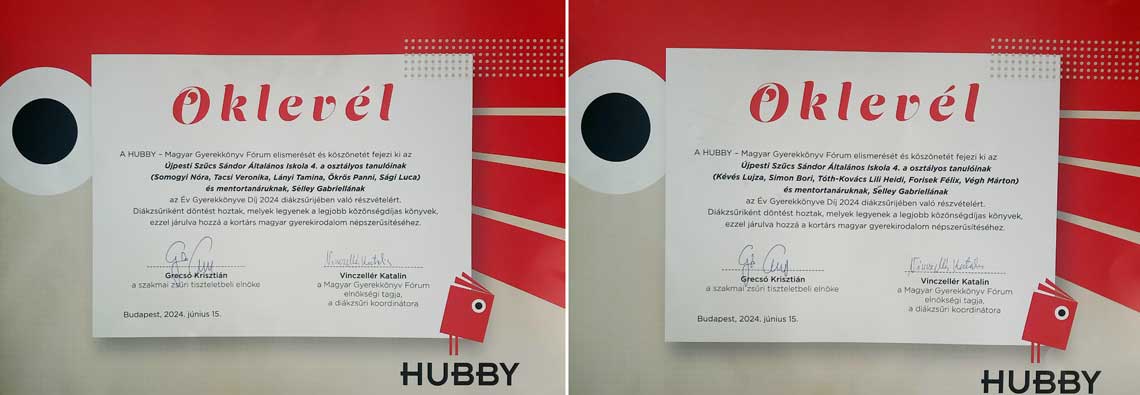 Oklevél
A HUBBY – Magyar Gyerekkönyv Fórum elismerését és köszönetét fejezi ki az
Újpesti Szűcs Sándor Általános Iskola 4. a osztályos tanulóinak
(Somogyi Nóra, Tacsi Veronika, Lányi Tamina, Ökrös Panni, Sági Luca)
és mentortanáruknak, Sélley Gabriellának
az Év Gyerekkönyve Díj 2024 diákzsűrijében való részvételért.
Diákzsűriként döntést hoztak, melyek legyenek a legjobb közönségdíjas könyvek,
ezzel járulva hozzá a kortárs magyar gyerekirodalom népszerűsítéséhez.
Grecsó Krisztián
a szakmai zsűri tiszteletbeli elnöke
Vinczellér Katalin
Vinczellér Katalin
a Magyar Gyerekkönyv Fórum
elnökségi tagja,
a diákzsűri koordinátora
Budapest, 2024. június 15.
HUBBY
Oklevél
A HUBBY – Magyar Gyerekkönyv Fórum elismerését és köszönetét fejezi ki az
Újpesti Szűcs Sándor Általános Iskola 4. a osztályos tanulóinak
(Kévés Lujza, Simon Bori, Tóth-Kovács Lili Heidi, Forisek Félix, Végh Márton)
és mentortanáruknak, Sélley Gabriellának
az Év Gyerekkönyve Díj 2024 diákzsűrijében való részvételért.
Diákzsűriként döntést hoztak, melyek legyenek a legjobb közönségdíjas könyvek,
ezzel járulva hozzá a kortárs magyar gyerekirodalom népszerűsítéséhez.
Grecsó Krisztián
a szakmai zsűri tiszteletbeli elnöke
Vinczellér Katalin
Vinczellér Katalin
a Magyar Gyerekkönyv Fórum
elnökségi tagja,
a diákzsűri koordinátora
Budapest, 2024. június 15.
HUBBY